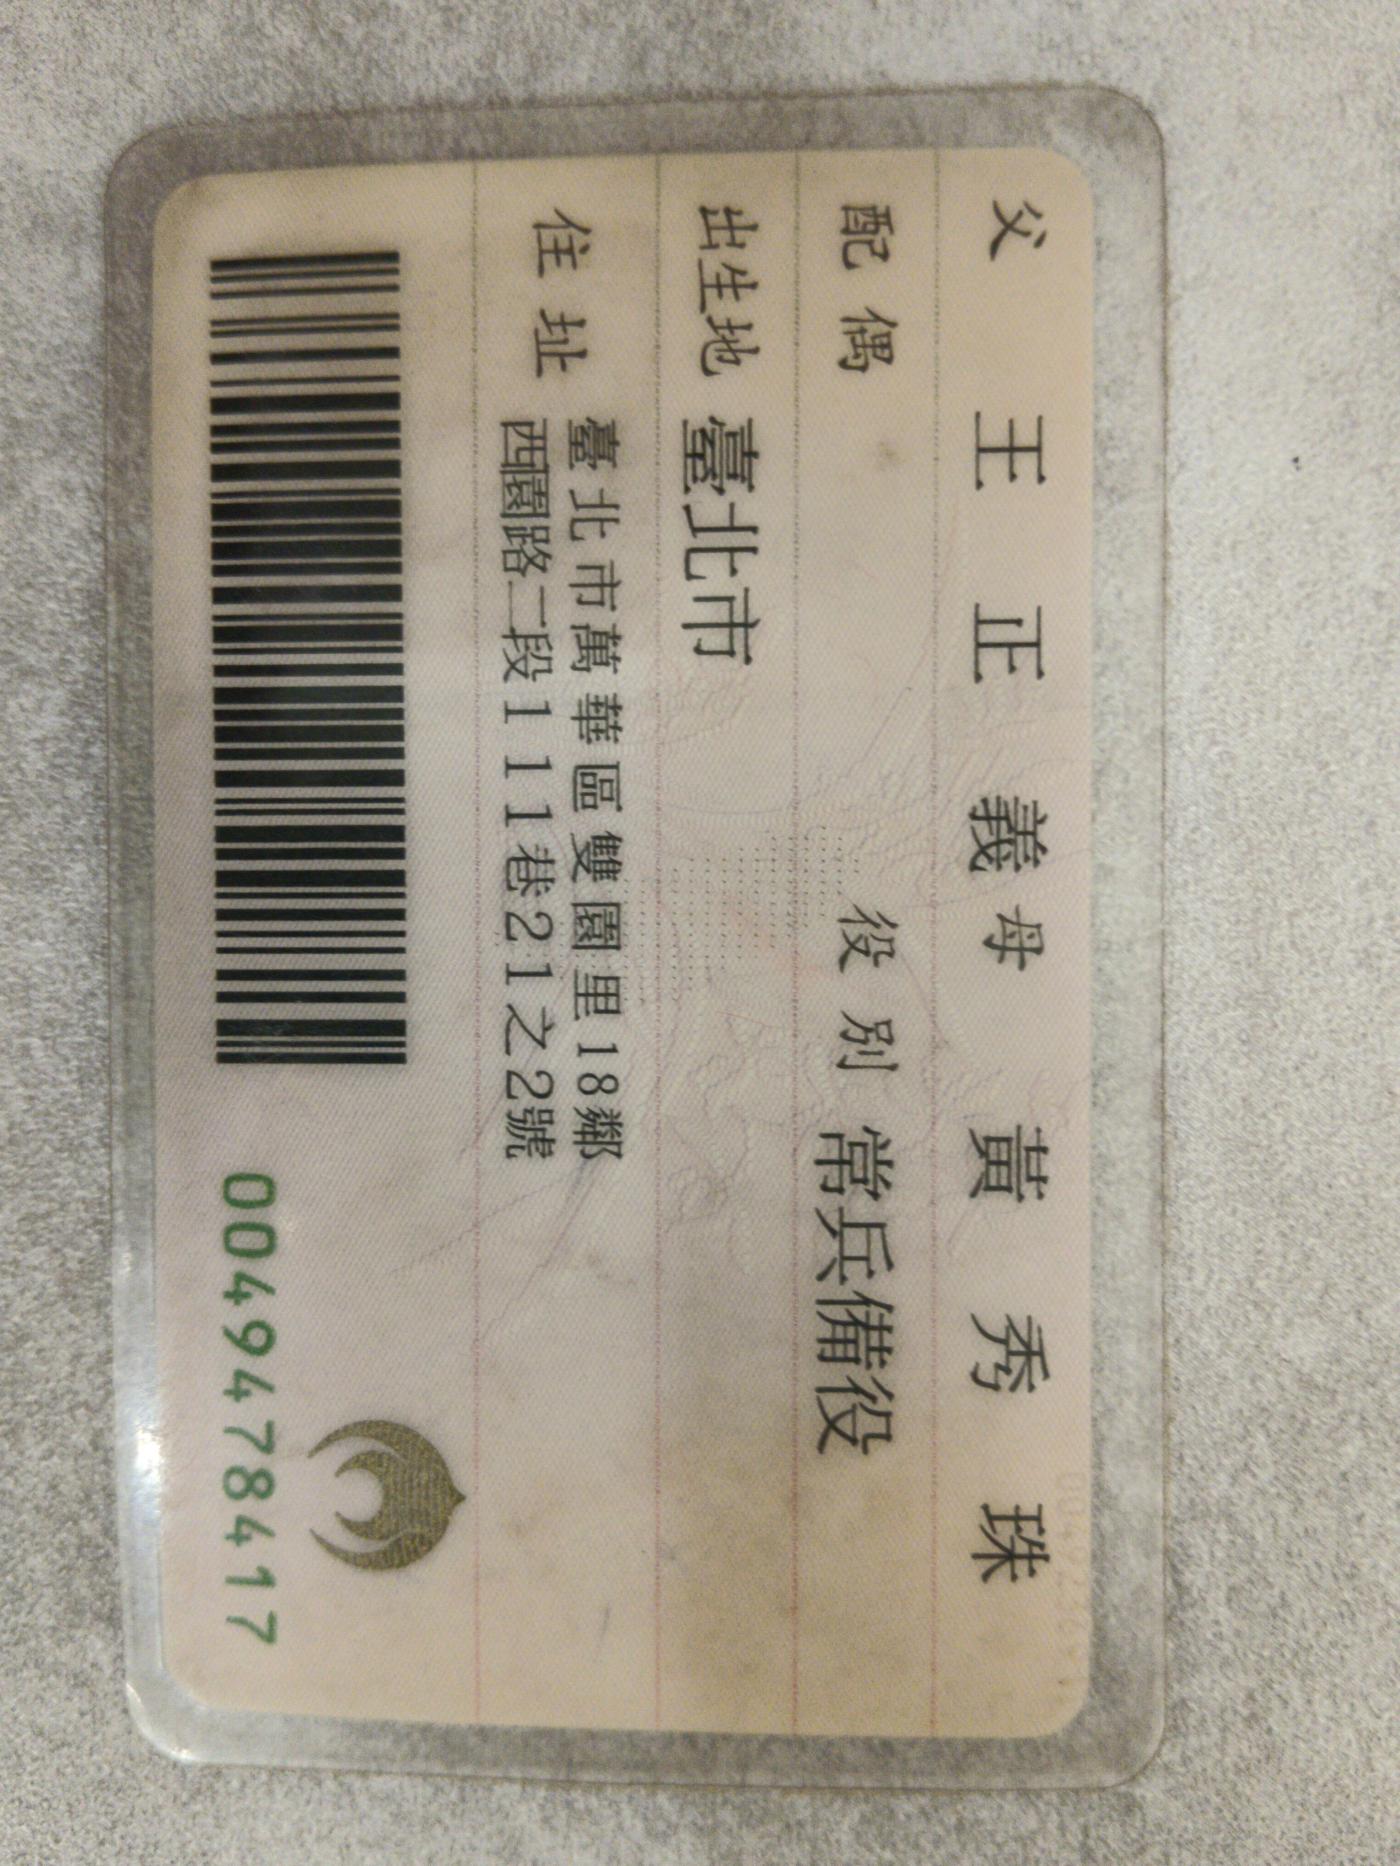 父 王正義 母 黃秀珠
配偶 役別 常兵備役
出生地 臺北市
住址 臺北市萬華區雙園里18鄰
西園路二段111巷21之2號
0049478417